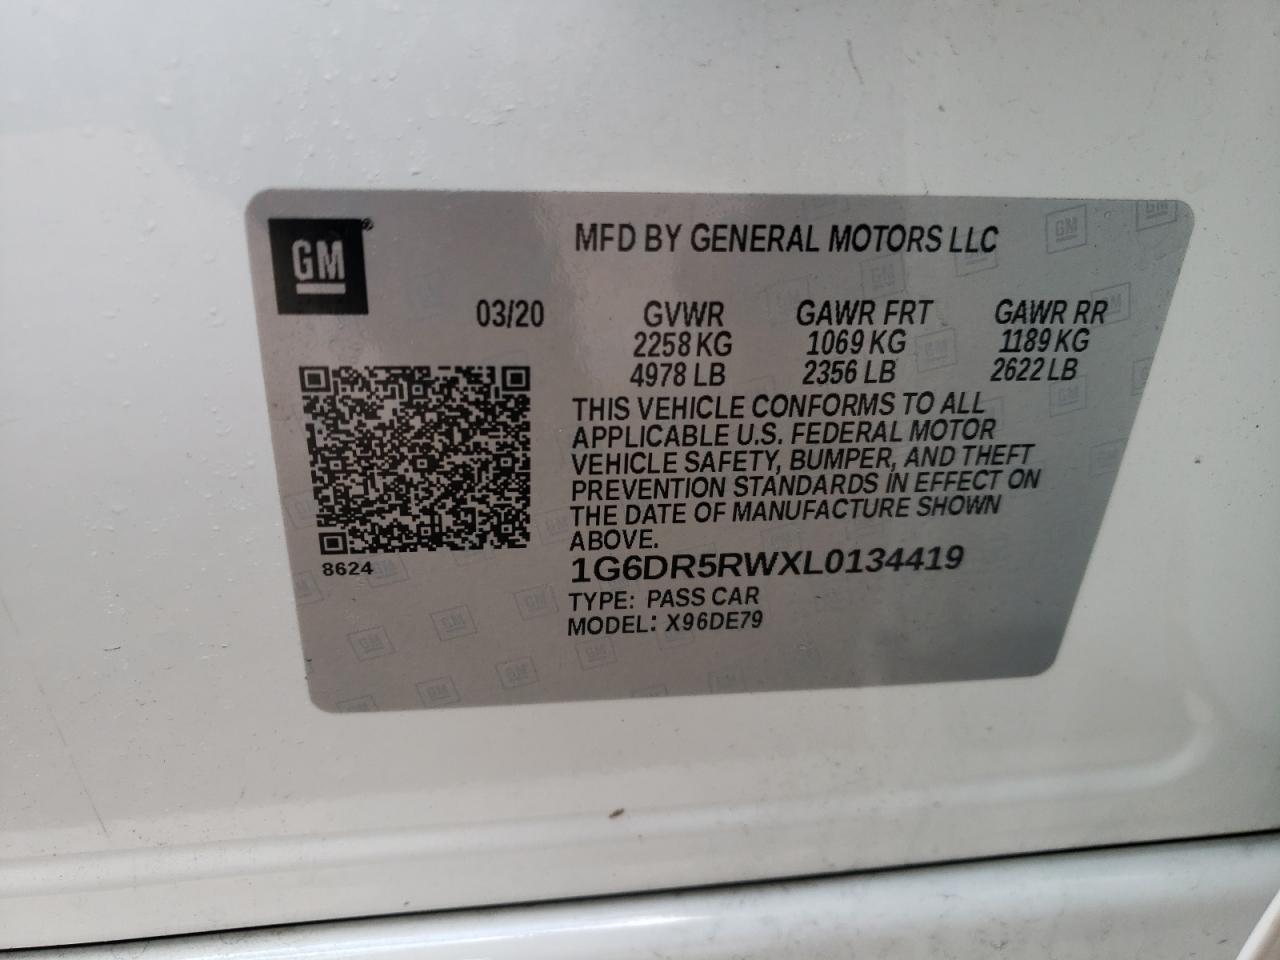 GM®
MFD BY GENERAL MOTORS LLC
03/20 GVWR GAWR FRT GAWR RR
2258 KG 1069 KG 1189 KG
4978 LB 2356 LB 2622 LB
THIS VEHICLE CONFORMS TO ALL
APPLICABLE U.S. FEDERAL MOTOR
VEHICLE SAFETY, BUMPER, AND THEFT
PREVENTION STANDARDS IN EFFECT ON
THE DATE OF MANUFACTURE SHOWN
ABOVE.
8624
1G6DR5RWXL0134419
TYPE: PASS CAR
MODEL: X96DE79